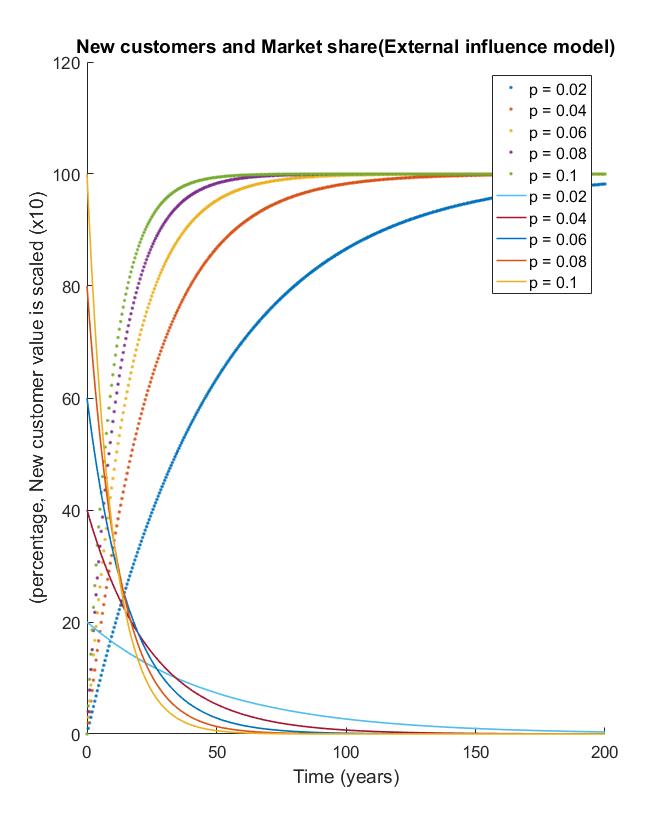 New customers and Market share(External influence model)
120
100
80
60
40
20
0
(percentage, New customer value is scaled (x10)
p = 0.02
p = 0.04
p = 0.06
p = 0.08
p = 0.1
p = 0.02
p = 0.04
p = 0.06
p = 0.08
p = 0.1
0 50 100 150 200
Time (years)